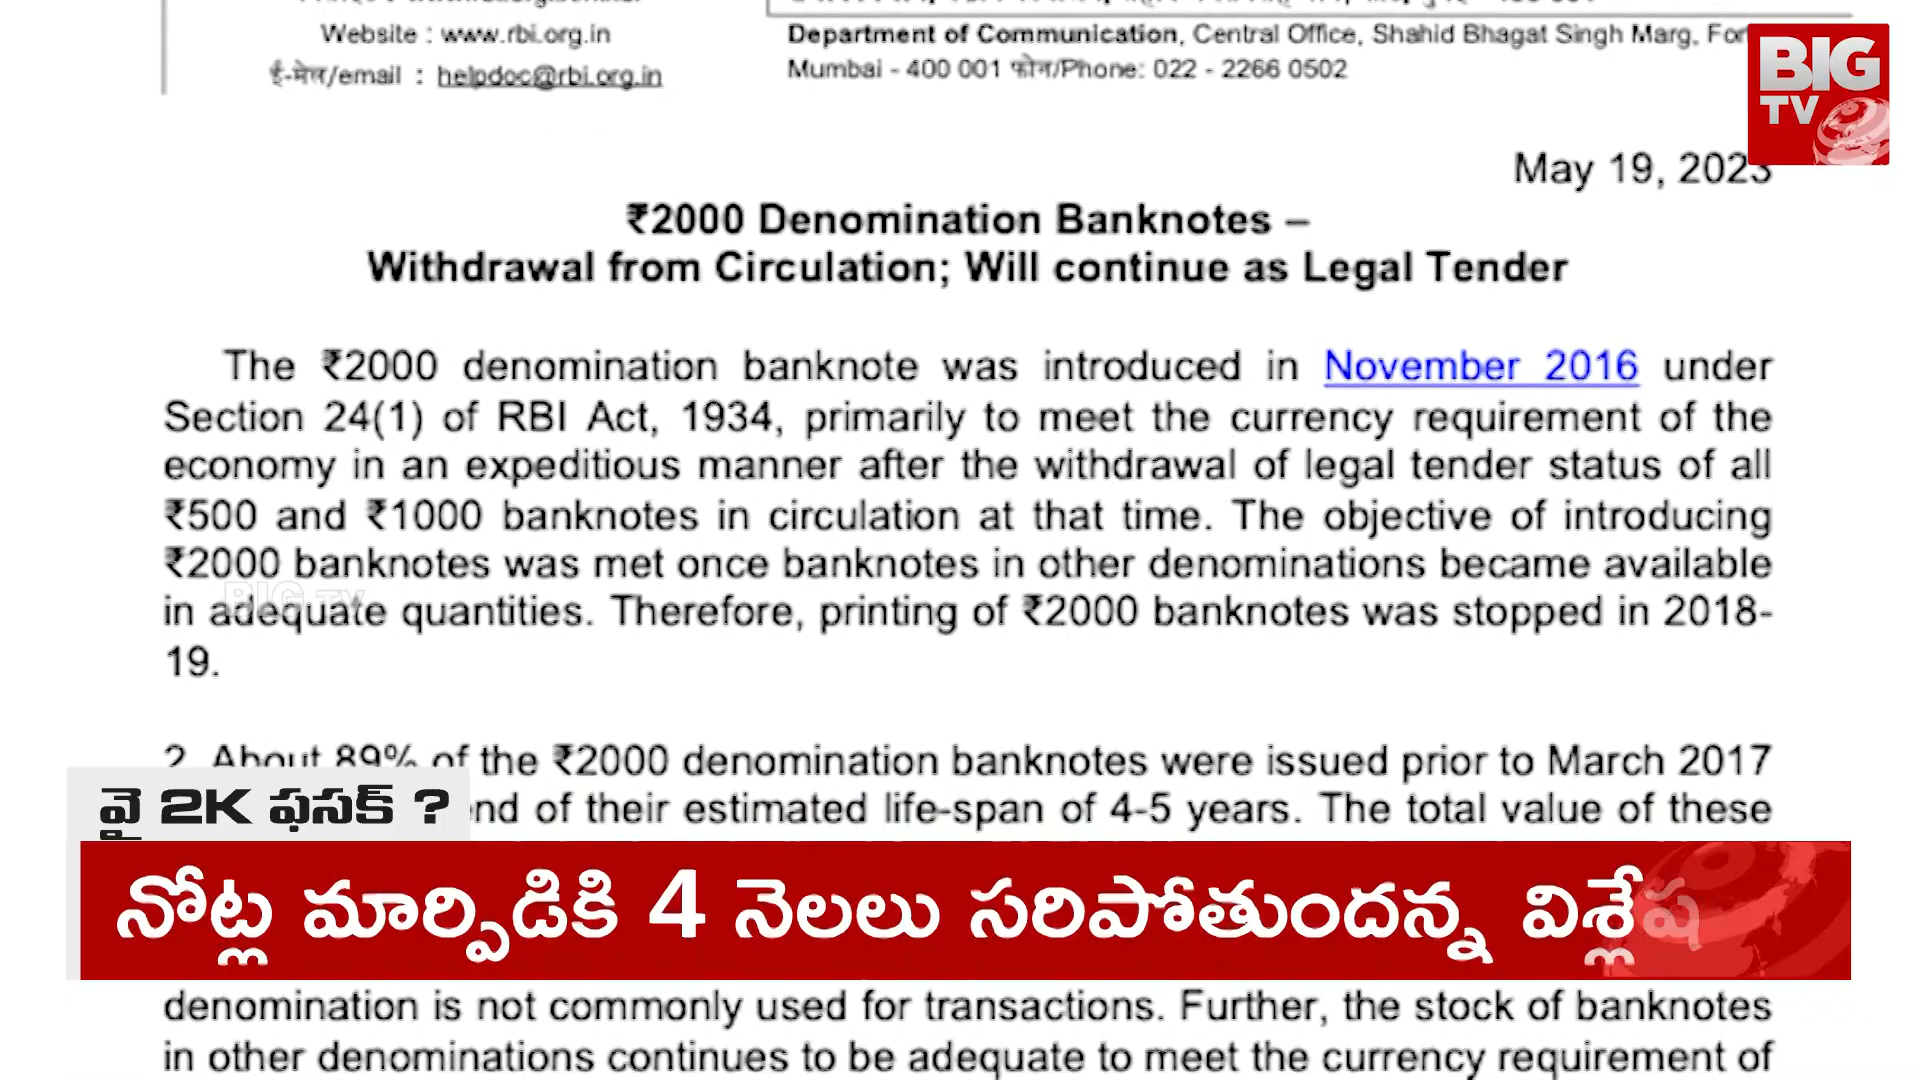 Website : www.rbi.org.in
ई-मेल/email : helpdoc@rbi.org.in
Department of Communication, Central Office, Shahid Bhagat Singh Marg, For
Mumbai - 400 001 फोन/Phone: 022 - 2266 0502
BIG
TV
May 19, 2023
₹2000 Denomination Banknotes –
Withdrawal from Circulation; Will continue as Legal Tender
The ₹2000 denomination banknote was introduced in November 2016 under
Section 24(1) of RBI Act, 1934, primarily to meet the currency requirement of the
economy in an expeditious manner after the withdrawal of legal tender status of all
₹500 and ₹1000 banknotes in circulation at that time. The objective of introducing
₹2000 banknotes was met once banknotes in other denominations became available
in adequate quantities. Therefore, printing of ₹2000 banknotes was stopped in 2018-
19.
BIG TV
2. About 89% of the ₹2000 denomination banknotes were issued prior to March 2017
nd of their estimated life-span of 4-5 years. The total value of these
వై 2K ఫసక్ ?
నోట్ల మార్పిడికి 4 నెలలు సరిపోతుందన్న విశ్లేష
denomination is not commonly used for transactions. Further, the stock of banknotes
in other denominations continues to be adequate to meet the currency requirement of